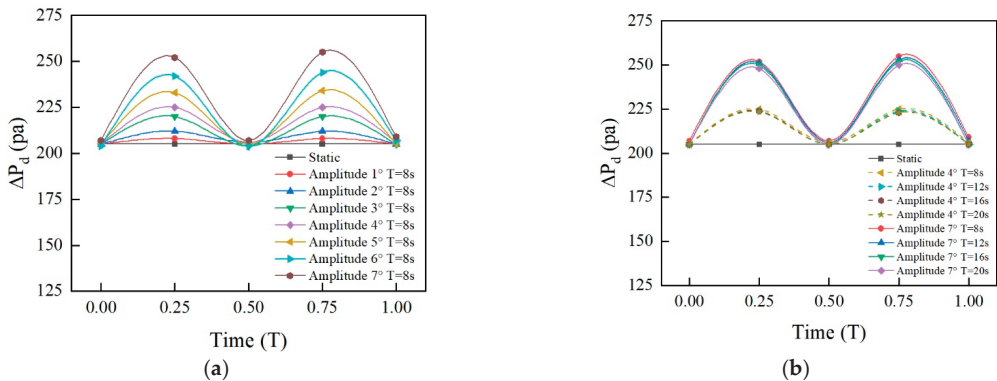 (a)
275
250
225
200
175
150
125
ΔP_d (pa)
Static
Amplitude 1° T=8s
Amplitude 2° T=8s
Amplitude 3° T=8s
Amplitude 4° T=8s
Amplitude 5° T=8s
Amplitude 6° T=8s
Amplitude 7° T=8s
0.00 0.25 0.50 0.75 1.00
Time (T)
(a)
(b)
275
250
225
200
175
150
125
ΔP_d (pa)
Static
Amplitude 4° T=8s
Amplitude 4° T=12s
Amplitude 4° T=16s
Amplitude 4° T=20s
Amplitude 7° T=8s
Amplitude 7° T=12s
Amplitude 7° T=16s
Amplitude 7° T=20s
0.00 0.25 0.50 0.75 1.00
Time (T)
(b)